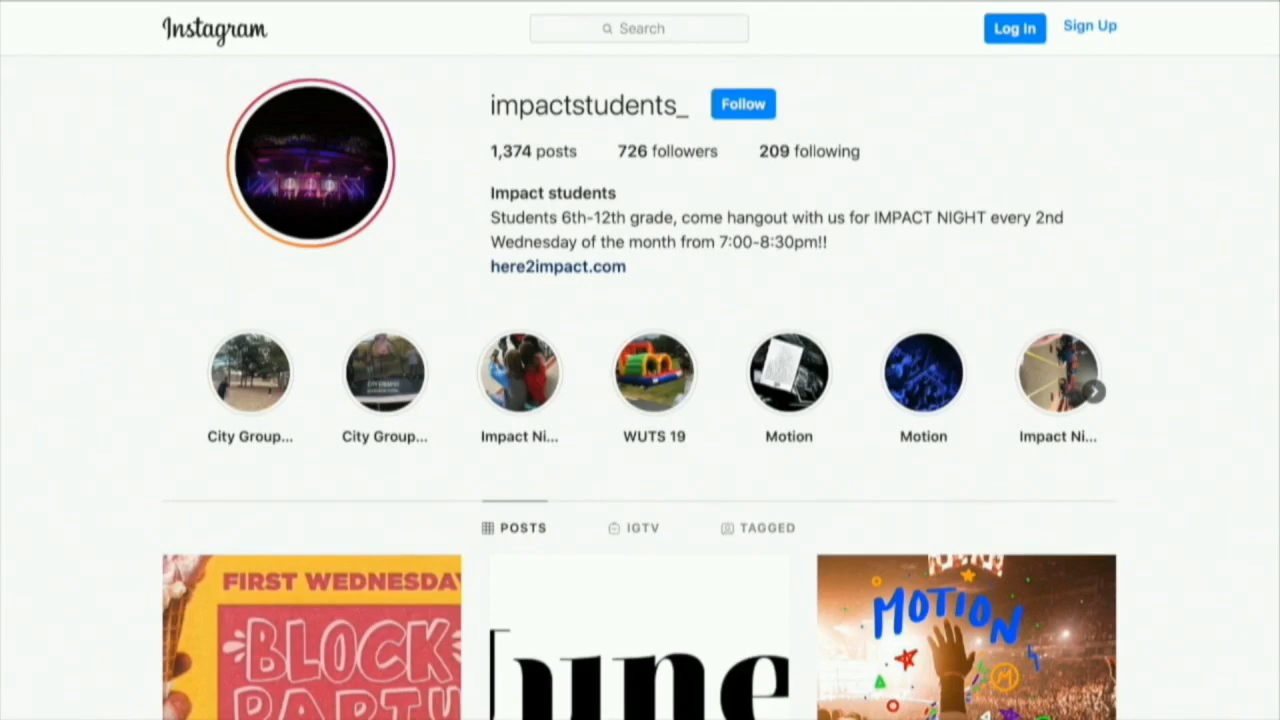 Instagram
Search
Log In
Sign Up
impactstudents_
Follow
1,374 posts 726 followers 209 following
Impact students
Students 6th-12th grade, come hangout with us for IMPACT NIGHT every 2nd
Wednesday of the month from 7:00-8:30pm!!
here2impact.com
City Group...
City Group...
Impact Ni...
WUTS 19
Motion
Motion
Impact Ni...
POSTS
IGTV
TAGGED
FIRST WEDNESDAY
BLOCK
PARTY
June
MOTION
M